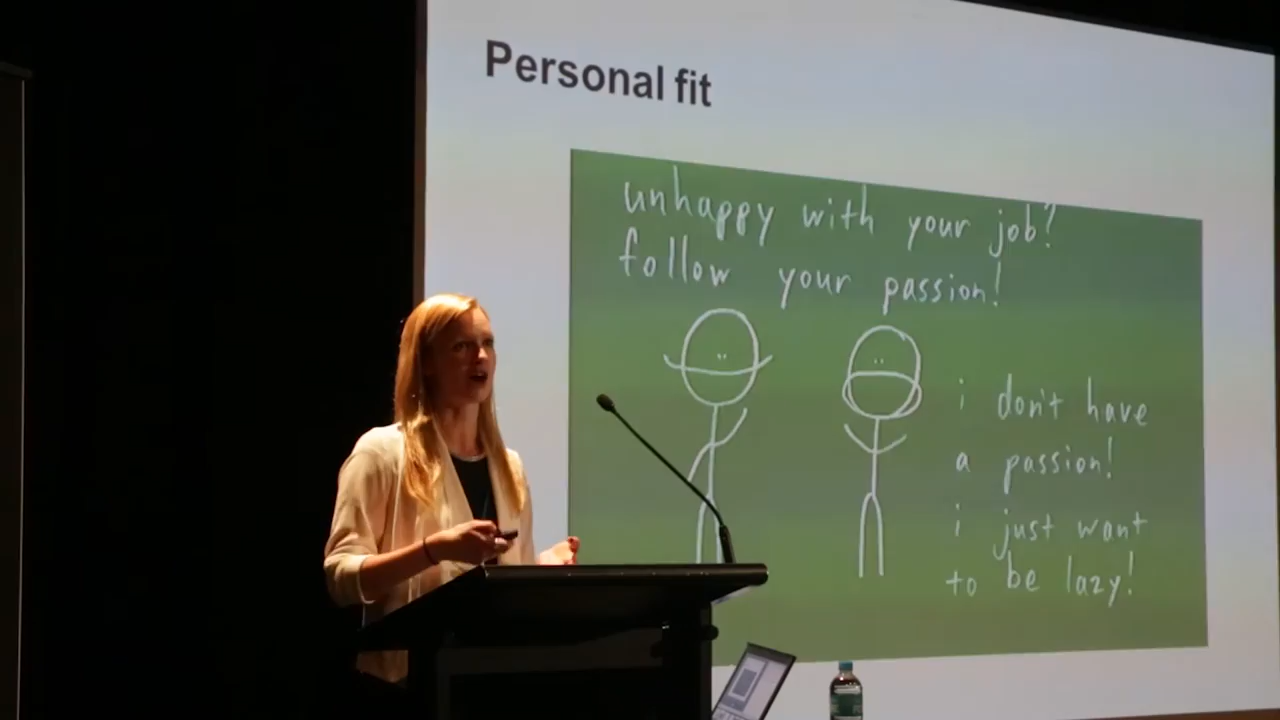 Personal fit
unhappy with your job?
follow your passion!
i don't have
a passion!
i just want
to be lazy!